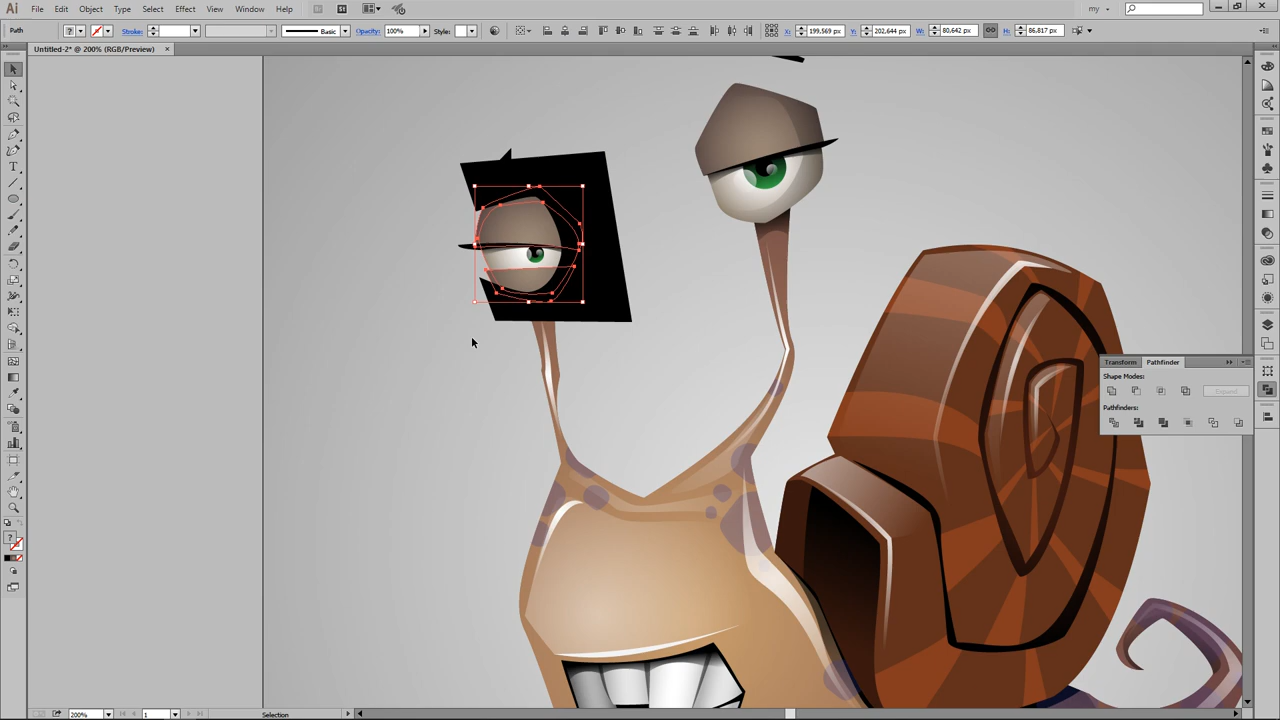 Ai File Edit Object Type Select Effect View Window Help my
Path ? Stroke: Basic Opacity: 100% Style: X: 199,569 px Y: 202,644 px W: 80,642 px H: 86,817 px
Untitled-2* @ 200% (RGB/Preview) ×
T
Transform Pathfinder
Shape Modes:
Expand
Pathfinders:
?
200% 1 Selection